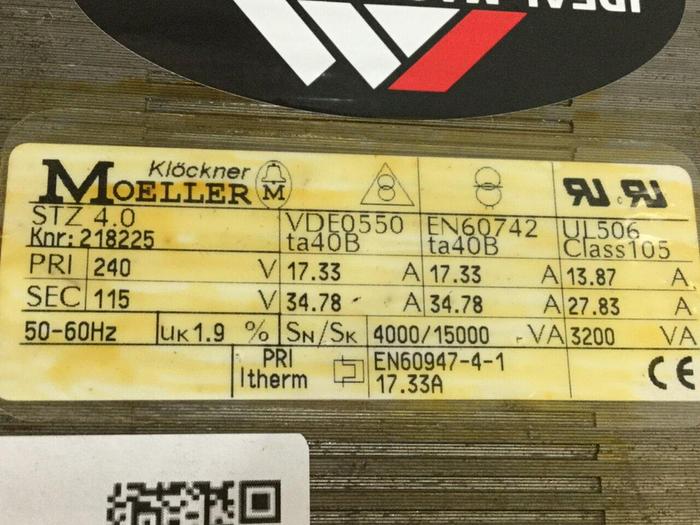 IDEAL
Klöckner
MOELLER M
STZ 4.0 VDE0550 EN60742 UL506
Knr: 218225 ta40B ta40B Class105
PRI 240 V 17.33 A 17.33 A 13.87 A
SEC 115 V 34.78 A 34.78 A 27.83 A
50-60Hz uK1.9 % SN/SK 4000/15000 VA 3200 VA
PRI EN60947-4-1
Itherm 17.33A CE